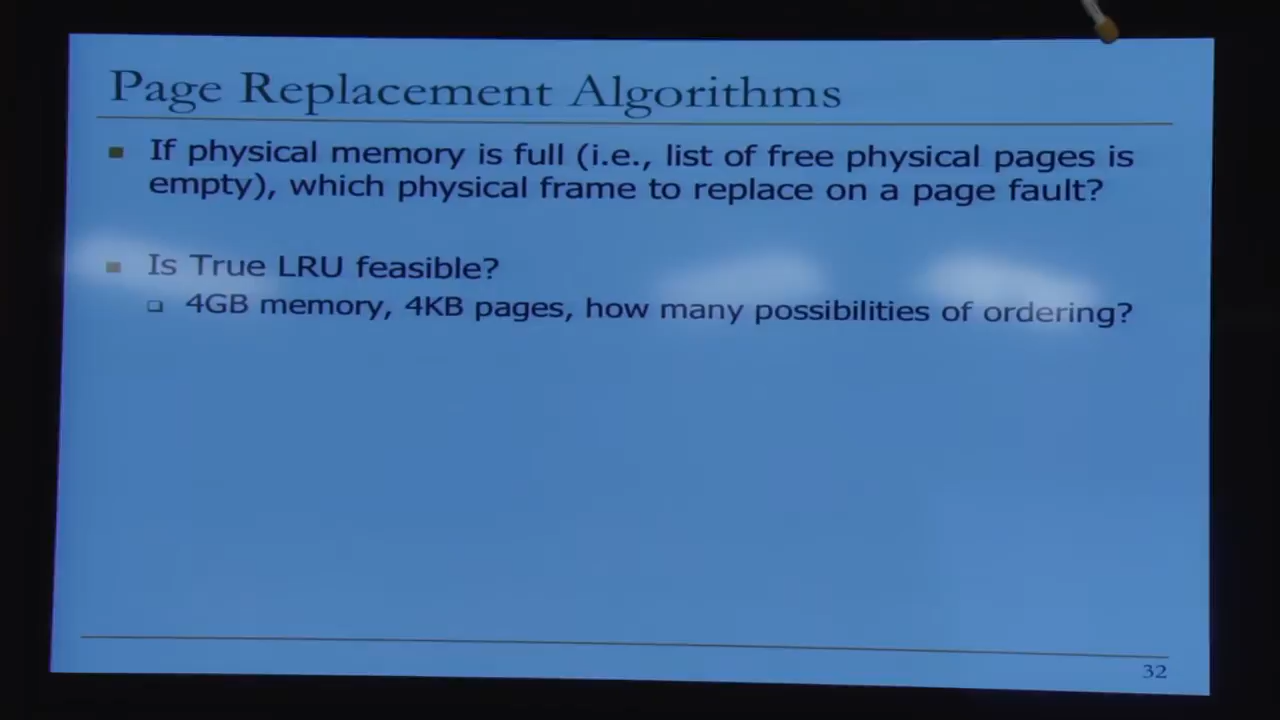 Page Replacement Algorithms
If physical memory is full (i.e., list of free physical pages is
empty), which physical frame to replace on a page fault?
Is True LRU feasible?
4GB memory, 4KB pages, how many possibilities of ordering?
32